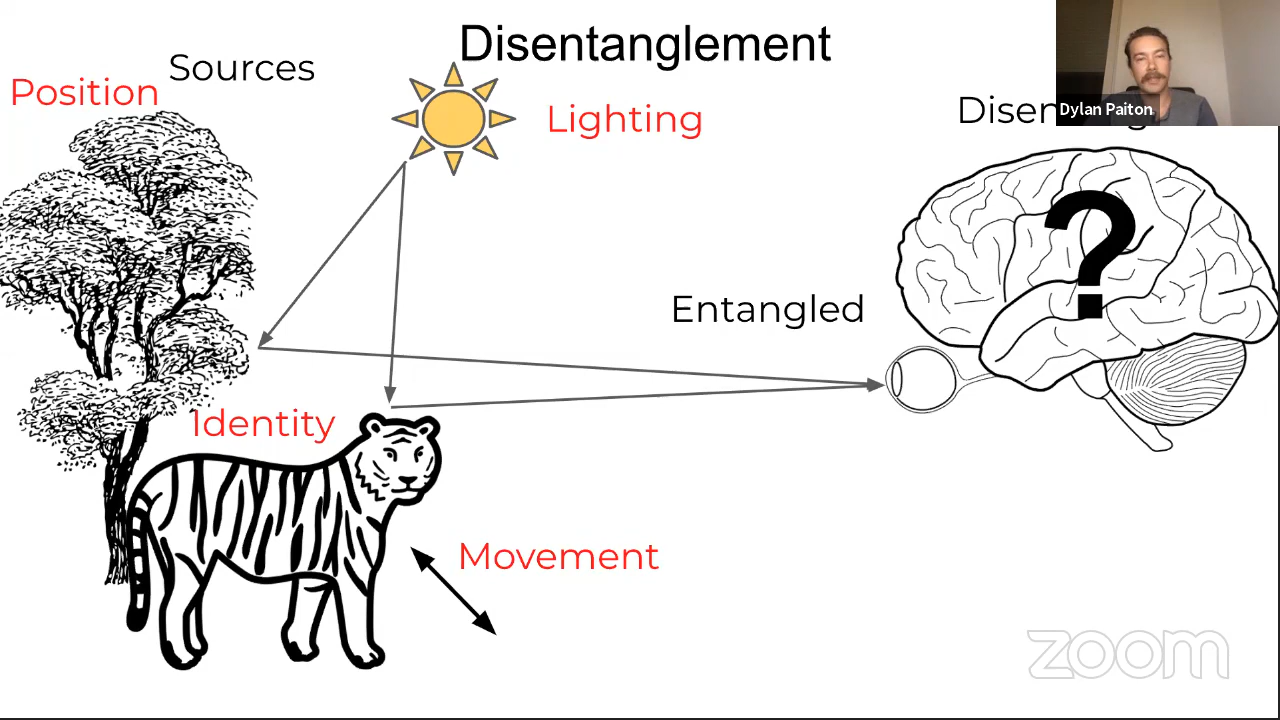 Disentanglement
Sources
Position
Lighting
Dylan Paiton
Entangled
?
Identity
Movement
zoom